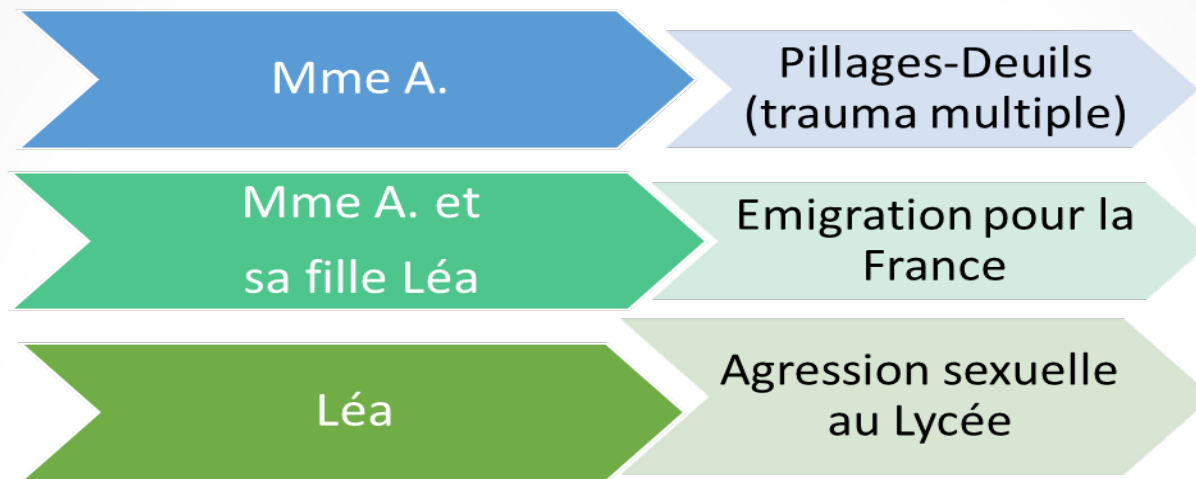 Mme A.
Pillages-Deuils
(trauma multiple)
Mme A. et
sa fille Léa
Emigration pour la
France
Léa
Agression sexuelle
au Lycée